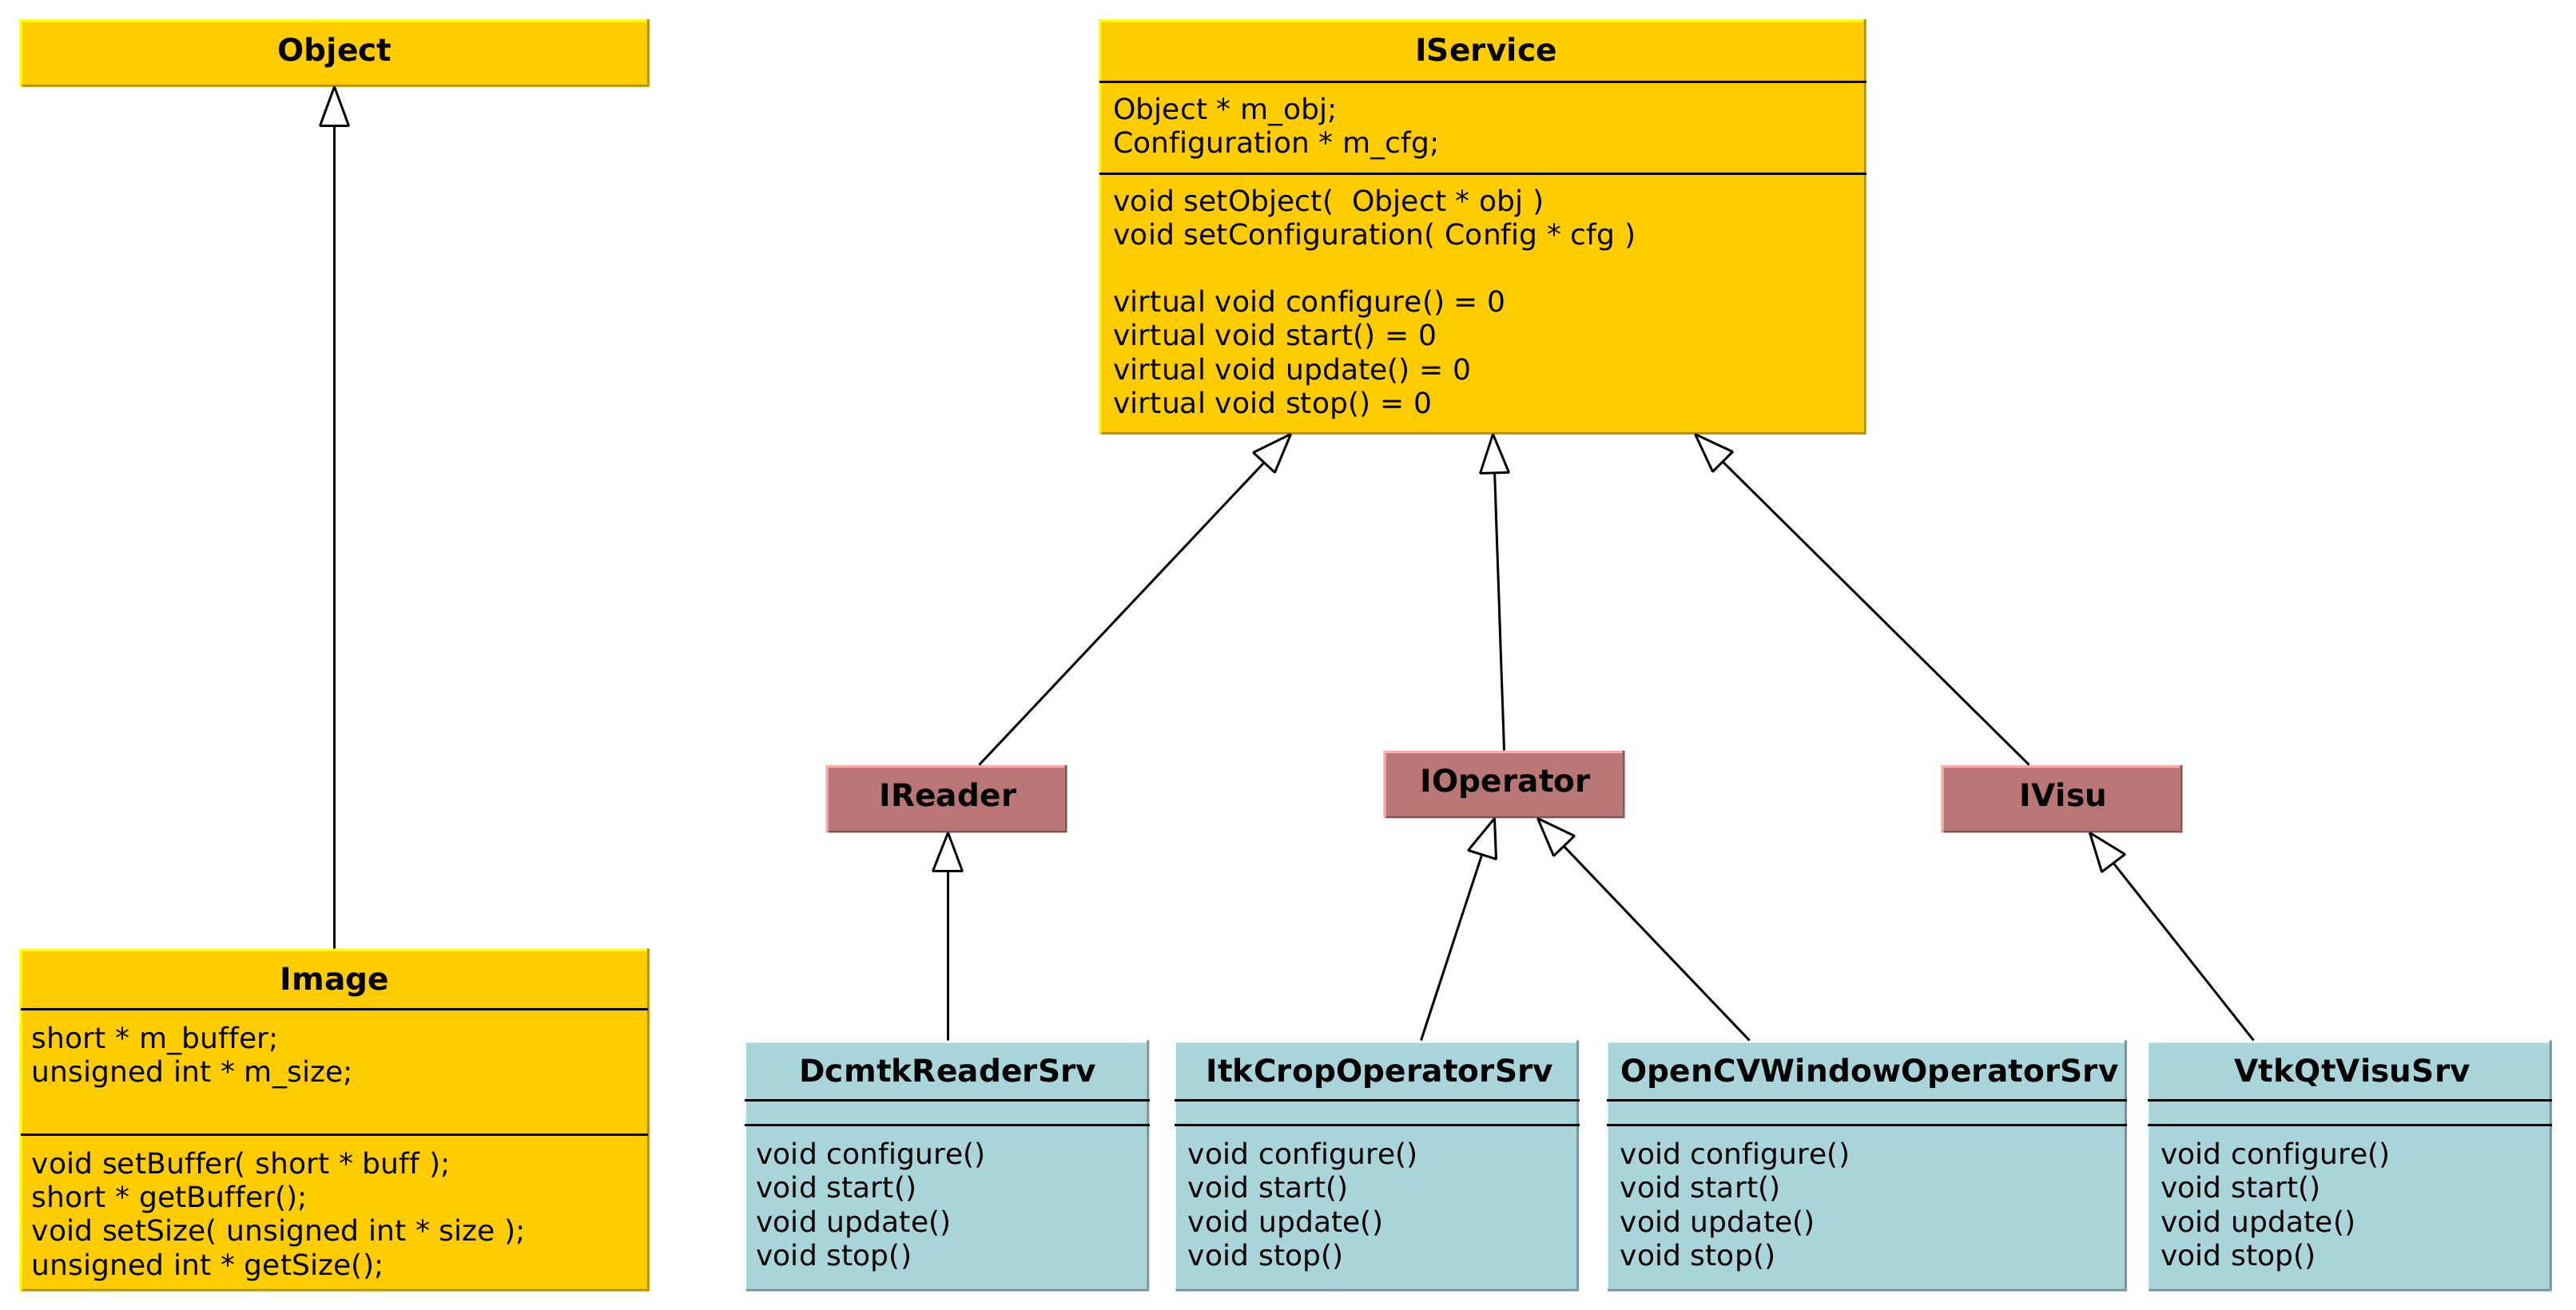 Object
IService
Object * m_obj;
Configuration * m_cfg;
void setObject(  Object * obj )
void setConfiguration( Config * cfg )
virtual void configure() = 0
virtual void start() = 0
virtual void update() = 0
virtual void stop() = 0
IReader
IOperator
IVisu
Image
short * m_buffer;
unsigned int * m_size;
void setBuffer( short * buff );
short * getBuffer();
void setSize( unsigned int * size );
unsigned int * getSize();
DcmtkReaderSrv
void configure()
void start()
void update()
void stop()
ItkCropOperatorSrv
void configure()
void start()
void update()
void stop()
OpenCVWindowOperatorSrv
void configure()
void start()
void update()
void stop()
VtkQtVisuSrv
void configure()
void start()
void update()
void stop()